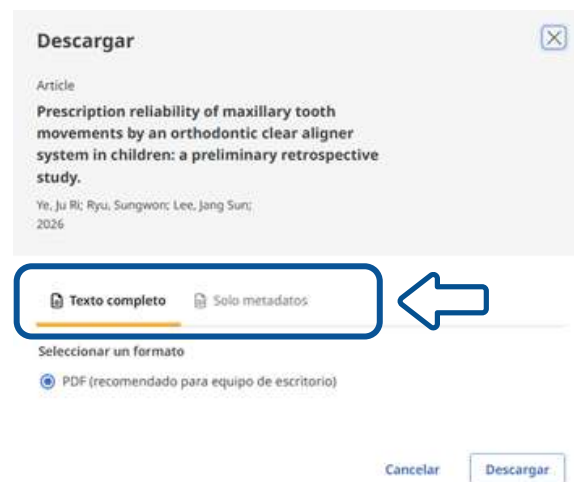 Descargar
Article
Prescription reliability of maxillary tooth
movements by an orthodontic clear aligner
system in children: a preliminary retrospective
study.
Ye, Ju Ri; Ryu, Sungwon; Lee, Jang Sun;
2026
Texto completo Solo metadatos
Seleccionar un formato
PDF (recomendado para equipo de escritorio)
Cancelar Descargar